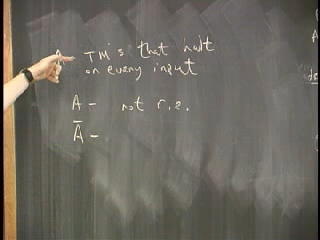 A - TM's that halt
on every input
A - not r.e.
Ā -